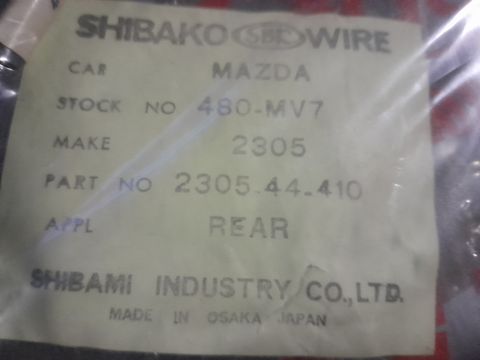 SHIBAKO SBK WIRE
CAR MAZDA
STOCK NO 480-MV7
MAKE 2305
PART NO 2305-44-410
APPL REAR
SHIBAMI INDUSTRY CO.,LTD.
MADE IN OSAKA JAPAN